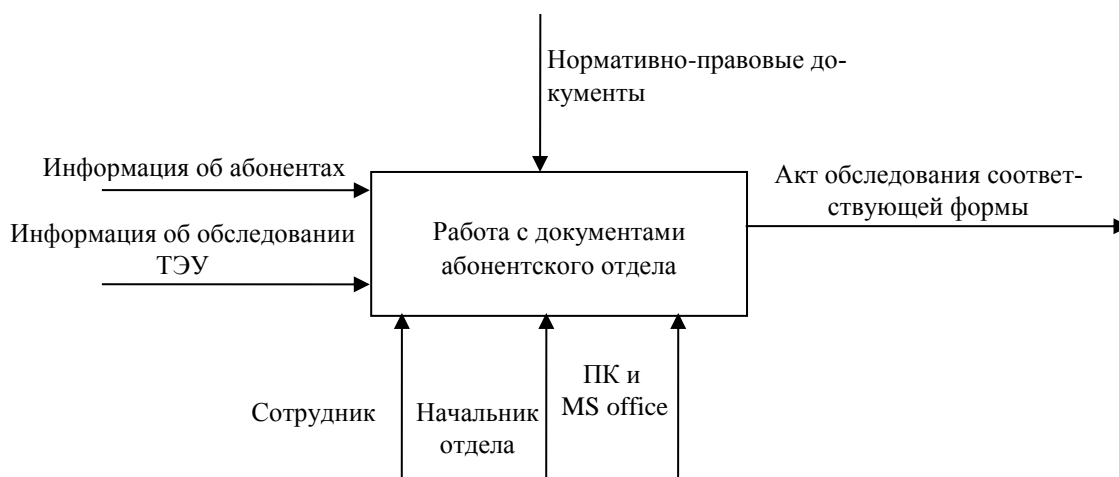 Нормативно-правовые до-
кументы
Информация об абонентах
Информация об обследовании
ТЭУ
Работа с документами
абонентского отдела
Акт обследования соответ-
ствующей формы
Сотрудник
Начальник
отдела
ПК и
MS office